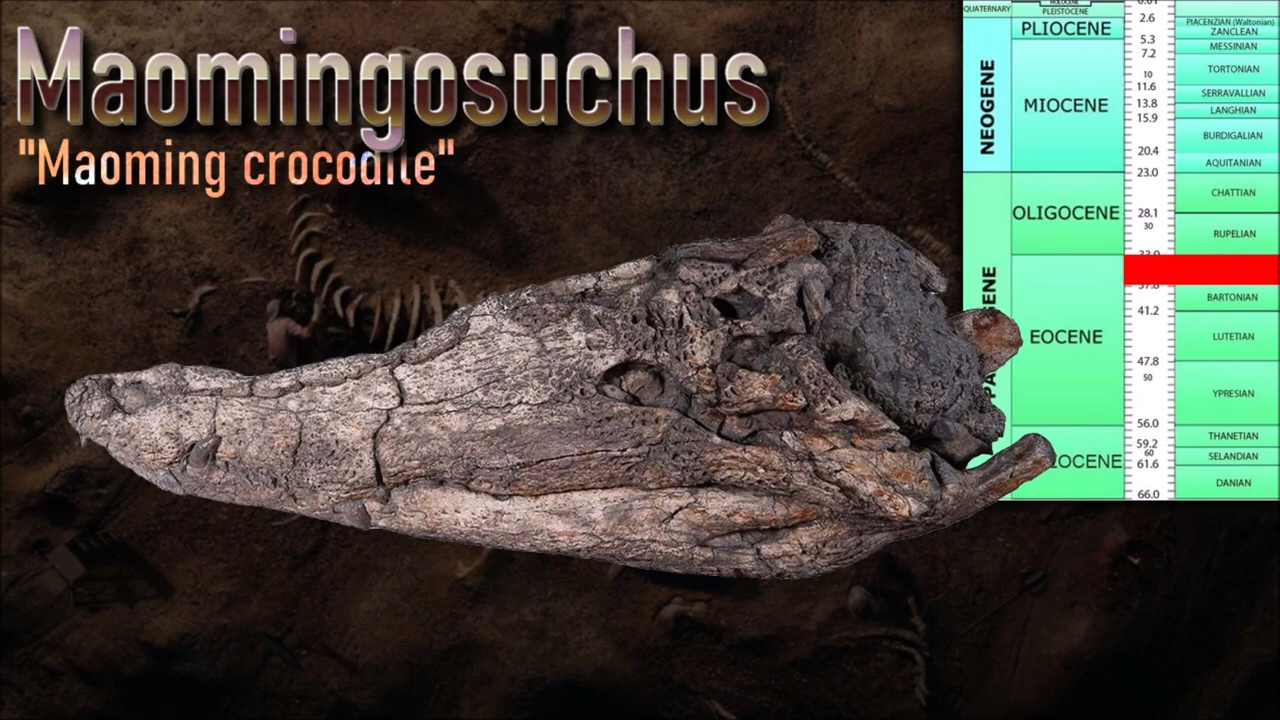 Maomingosuchus
"Maoming crocodile"
QUATERNARY
PLEISTOCENE
NEOGENE
PLIOCENE
MIOCENE
OLIGOCENE
EOCENE
2.6
5.3
7.2
10
11.6
13.8
15.9
20.4
23.0
28.1
30
41.2
47.8
50
56.0
59.2
60
61.6
66.0
PIACENZIAN (Waltonian)
ZANCLEAN
MESSINIAN
TORTONIAN
SERRAVALLIAN
LANGHIAN
BURDIGALIAN
AQUITANIAN
CHATTIAN
RUPELIAN
BARTONIAN
LUTETIAN
YPRESIAN
THANETIAN
SELANDIAN
DANIAN